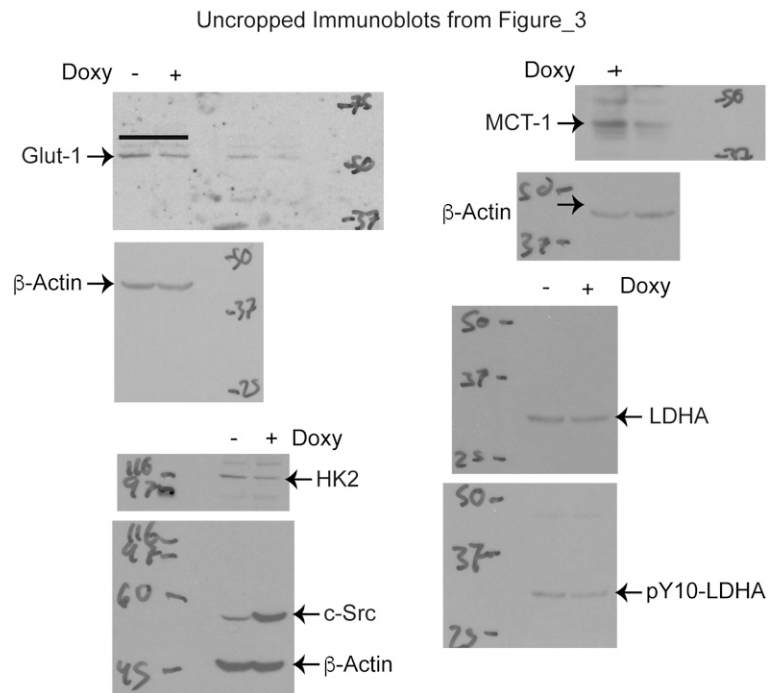 Uncropped Immunoblots from Figure_3
Doxy - +
-75
Glut-1
-50
-37
-50
β-Actin
-37
-25
- + Doxy
116
97-
HK2
116-
97-
60 -
c-Src
β-Actin
45 -
Doxy -+
-50
MCT-1
-37
50 -
β-Actin
37 -
- + Doxy
50 -
37 -
LDHA
25 -
50 -
37 -
pY10-LDHA
25 -